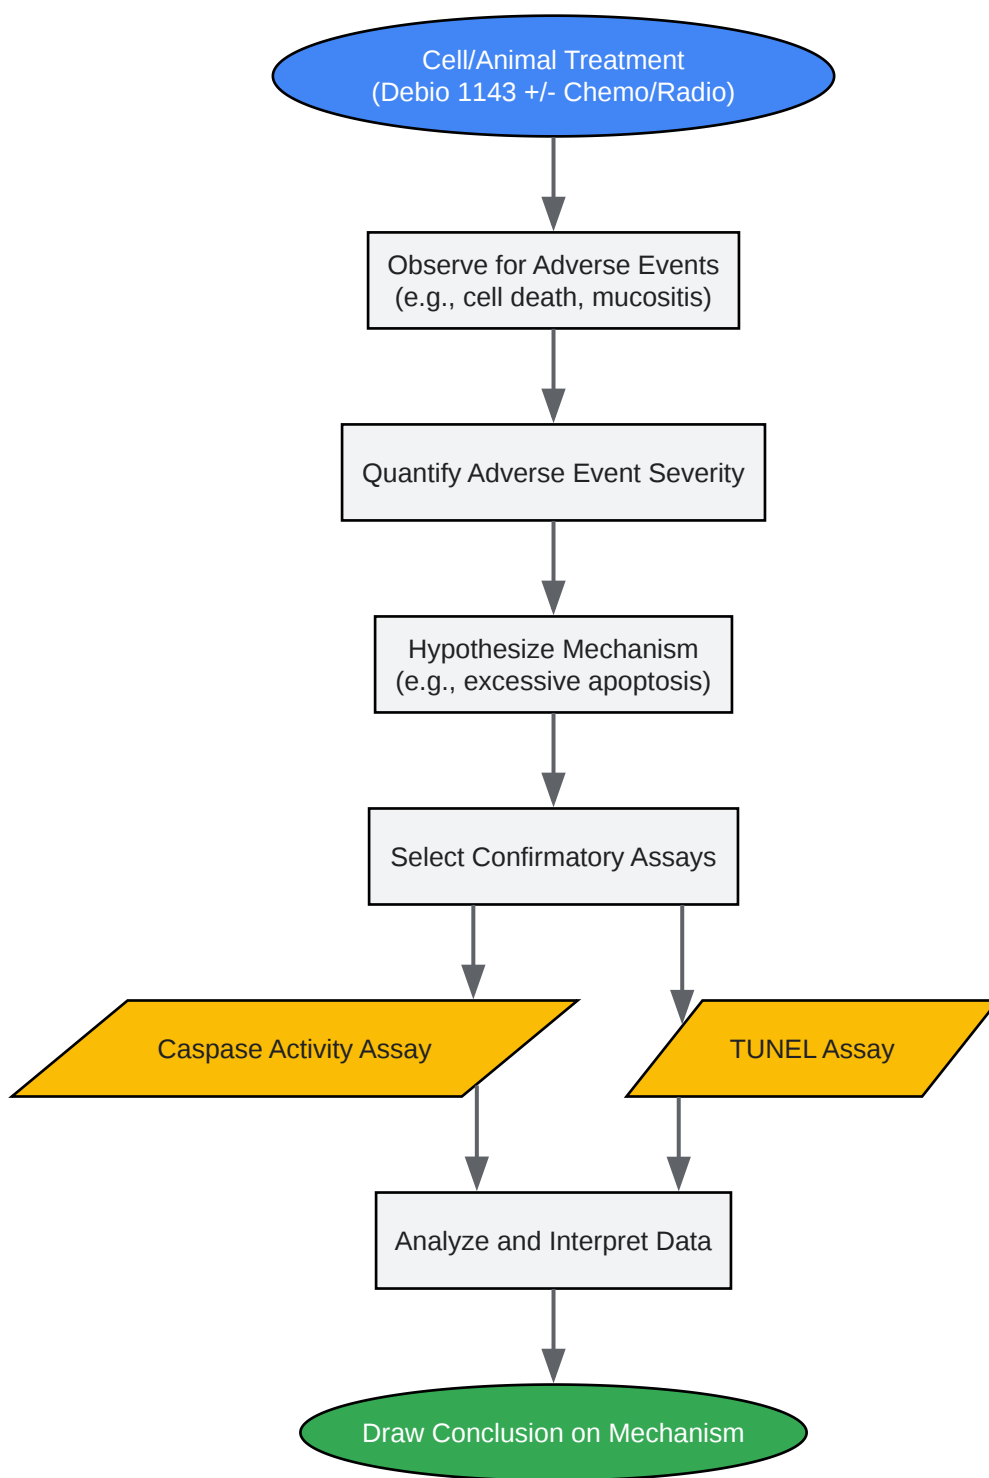 Cell/Animal Treatment
(Debio 1143 +/- Chemo/Radio)
Observe for Adverse Events
(e.g., cell death, mucositis)
Quantify Adverse Event Severity
Hypothesize Mechanism
(e.g., excessive apoptosis)
Select Confirmatory Assays
Caspase Activity Assay
TUNEL Assay
Analyze and Interpret Data
Draw Conclusion on Mechanism